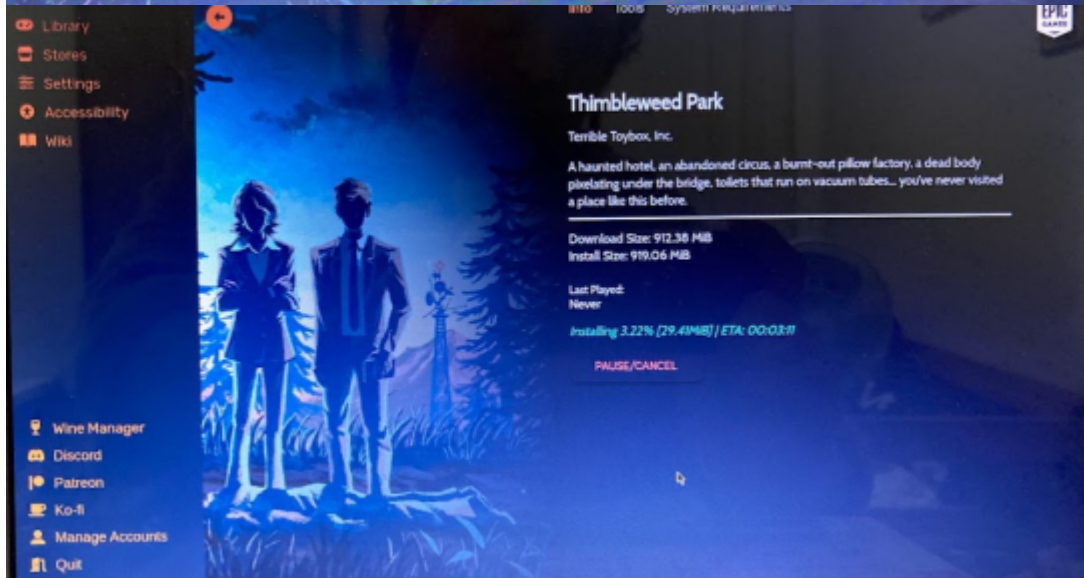 Library
Stores
Settings
Accessibility
Wiki
Wine Manager
Discord
Patreon
Ko-fi
Manage Accounts
Quit
Info Tools System Requirements
EPIC
GAMES
Thimbleweed Park
Terrible Toybox, Inc.
A haunted hotel, an abandoned circus, a burnt-out pillow factory, a dead body
pixelating under the bridge, toilets that run on vacuum tubes... you've never visited
a place like this before.
Download Size: 912.38 MiB
Install Size: 919.06 MiB
Last Played:
Never
Installing 3.22% [29.41MiB] | ETA: 00:03:11
PAUSE/CANCEL